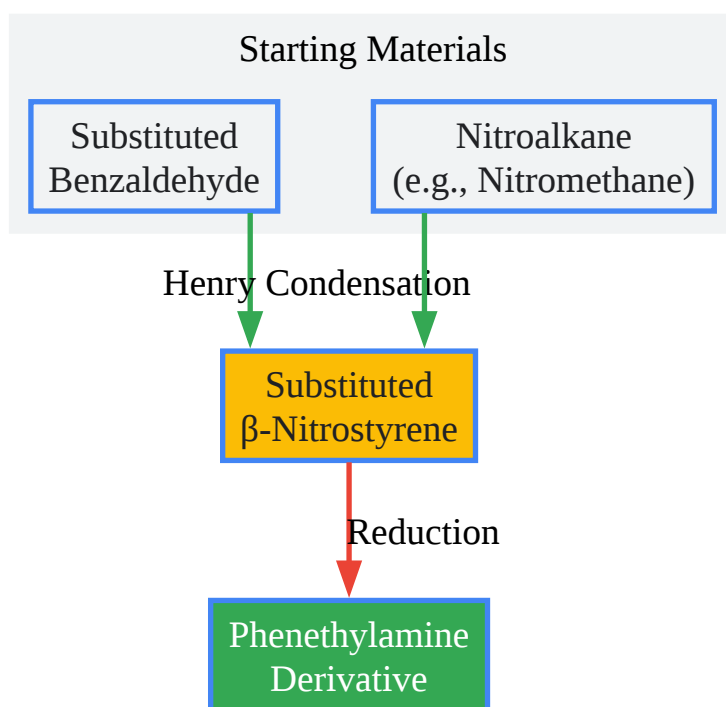 Starting Materials
Substituted
Benzaldehyde
Nitroalkane
(e.g., Nitromethane)
Henry Condensation
Substituted
β-Nitrostyrene
Reduction
Phenethylamine
Derivative